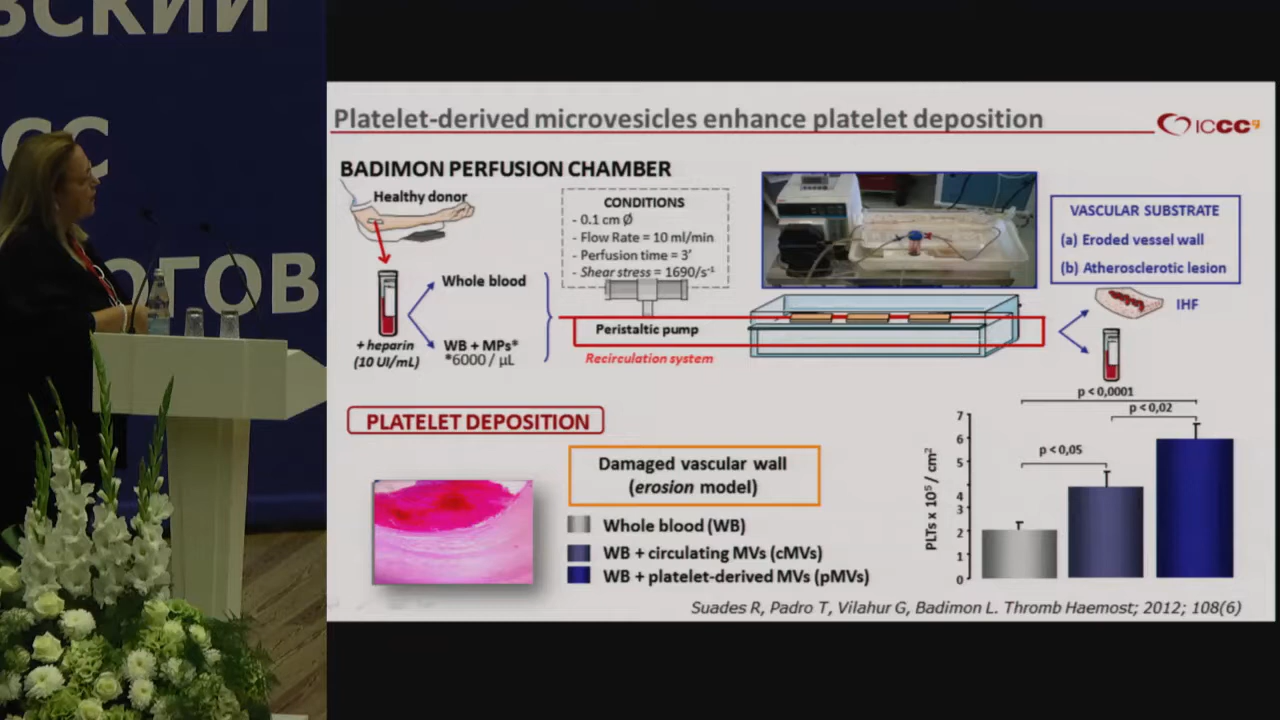 ВСКИЙ
СС
ОГОВ
Platelet-derived microvesicles enhance platelet deposition
ICCC
BADIMON PERFUSION CHAMBER
Healthy donor
+ heparin
(10 UI/mL)
Whole blood
WB + MPs*
*6000 / µL
CONDITIONS
- 0.1 cm Ø
- Flow Rate = 10 ml/min
- Perfusion time = 3’
- Shear stress = 1690/s⁻¹
Peristaltic pump
Recirculation system
VASCULAR SUBSTRATE
(a) Eroded vessel wall
(b) Atherosclerotic lesion
IHF
PLATELET DEPOSITION
Damaged vascular wall
(erosion model)
Whole blood (WB)
WB + circulating MVs (cMVs)
WB + platelet-derived MVs (pMVs)
p < 0,0001
p < 0,02
p < 0,05
PLTs x 10⁵ / cm²
7
6
5
4
3
2
1
0
Suades R, Padro T, Vilahur G, Badimon L. Thromb Haemost; 2012; 108(6)